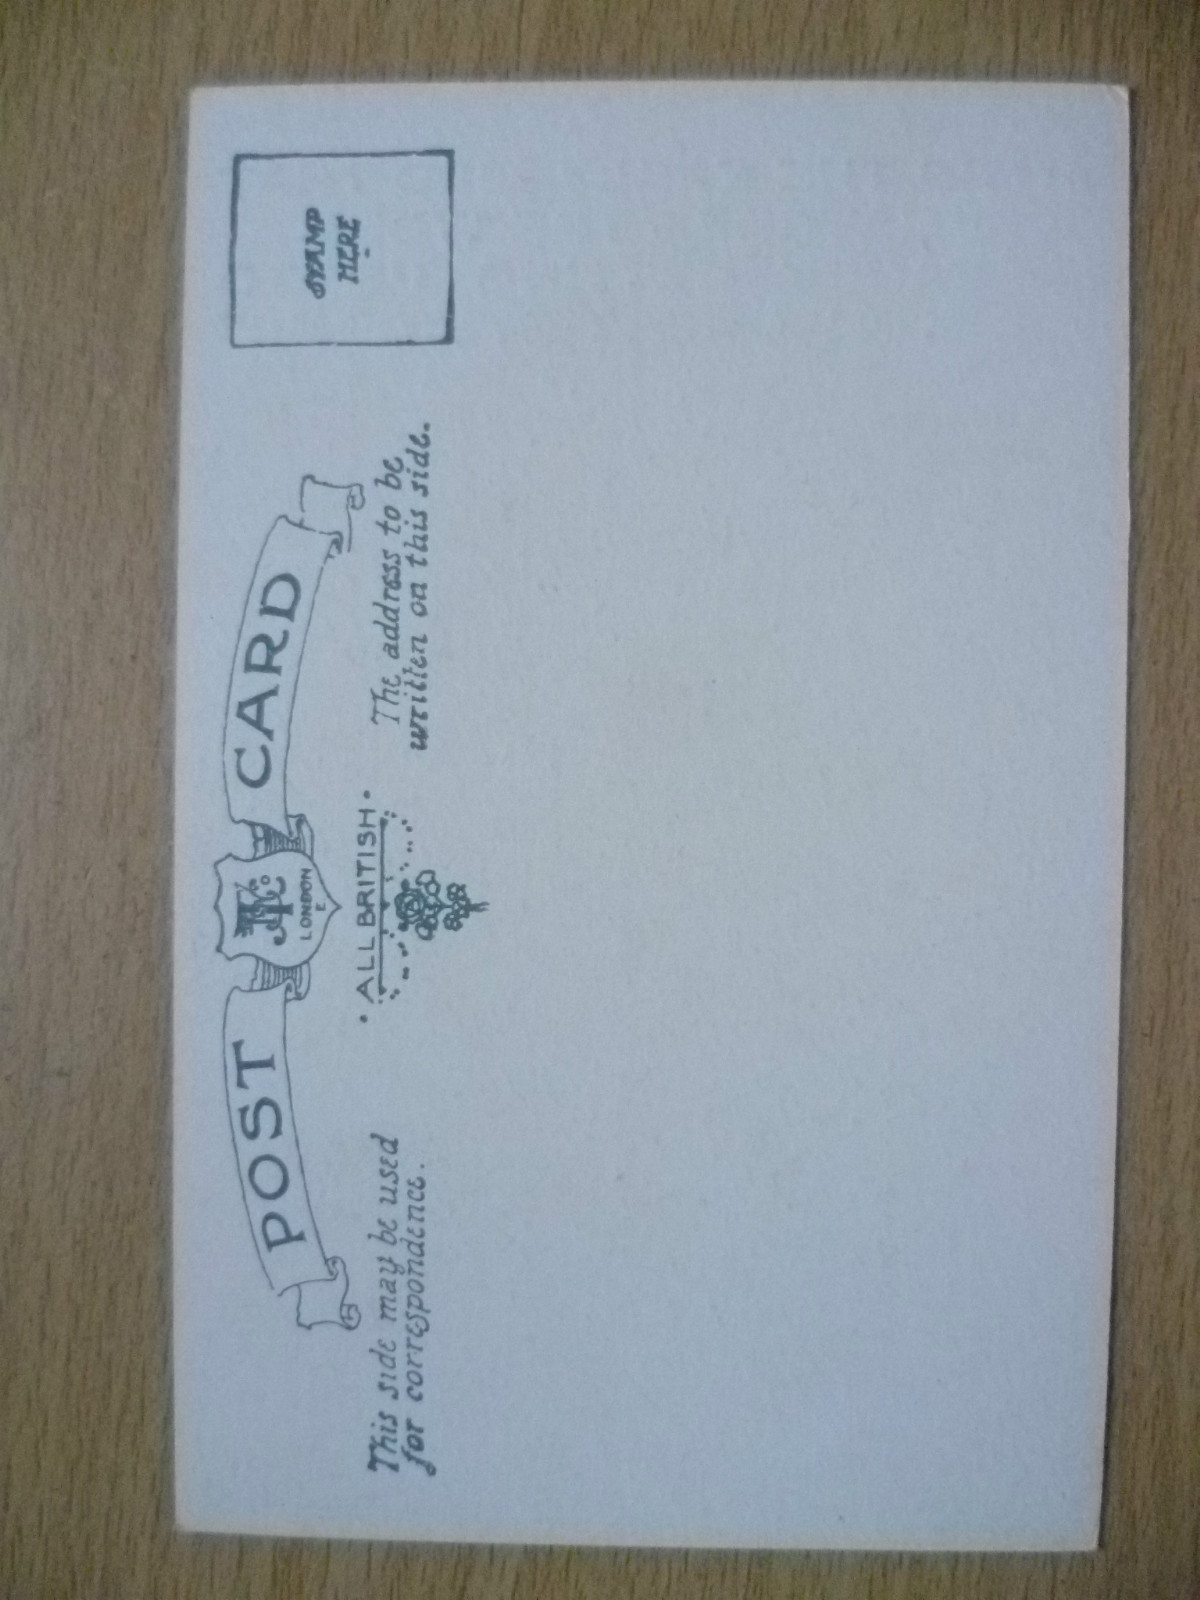 POST CARD
LONDON
E.
STAMP
HERE
• ALL BRITISH •
This side may be used
for correspondence.
The address to be
written on this side.